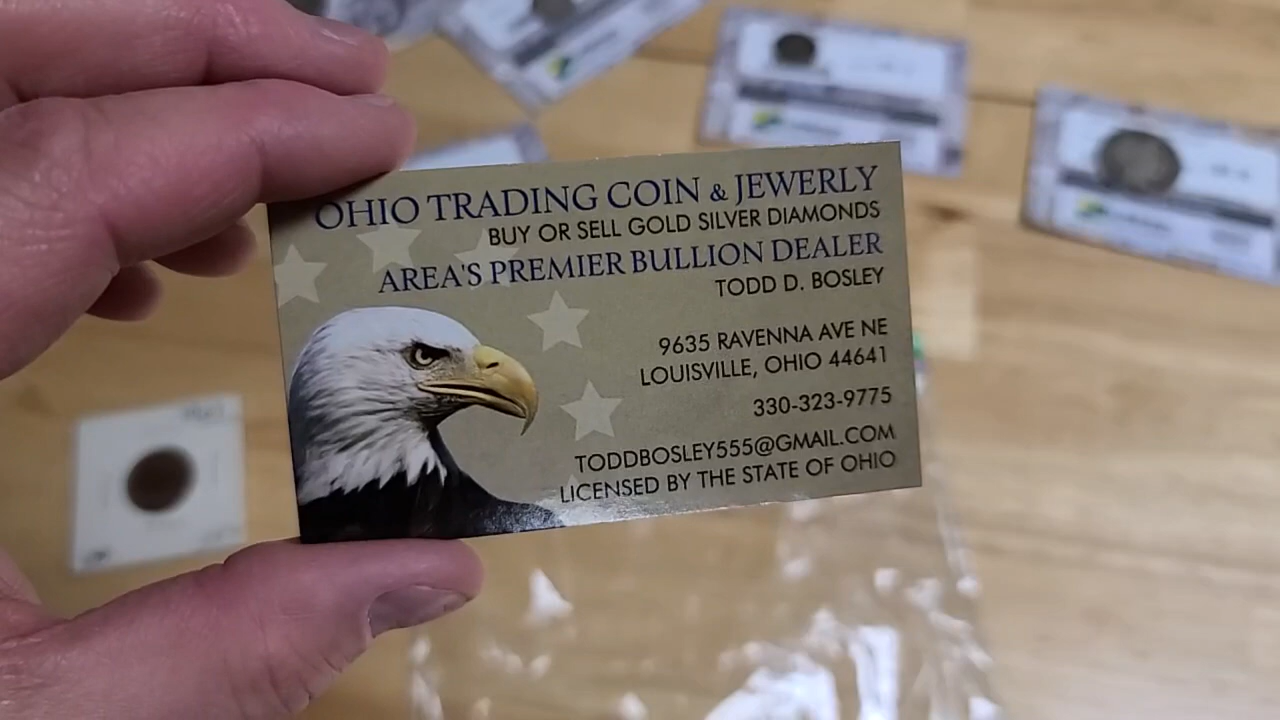 OHIO TRADING COIN & JEWERLY
BUY OR SELL GOLD SILVER DIAMONDS
AREA'S PREMIER BULLION DEALER
TODD D. BOSLEY
9635 RAVENNA AVE NE
LOUISVILLE, OHIO 44641
330-323-9775
TODDBOSLEY555@GMAIL.COM
LICENSED BY THE STATE OF OHIO